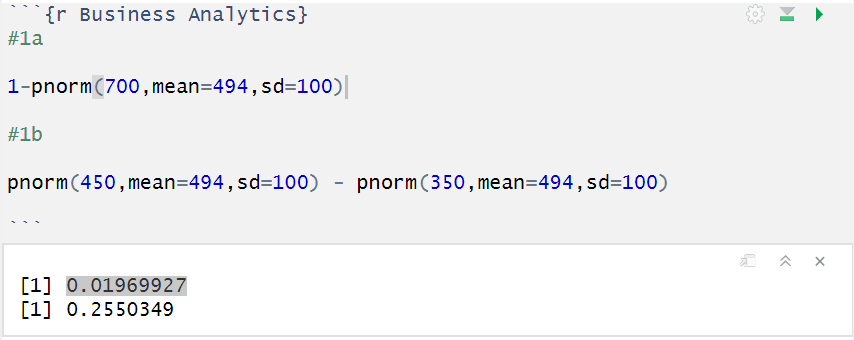 ```{r Business Analytics}
#1a
1-pnorm(700,mean=494,sd=100)
#1b
pnorm(450,mean=494,sd=100) - pnorm(350,mean=494,sd=100)
```
[1] 0.01969927
[1] 0.2550349